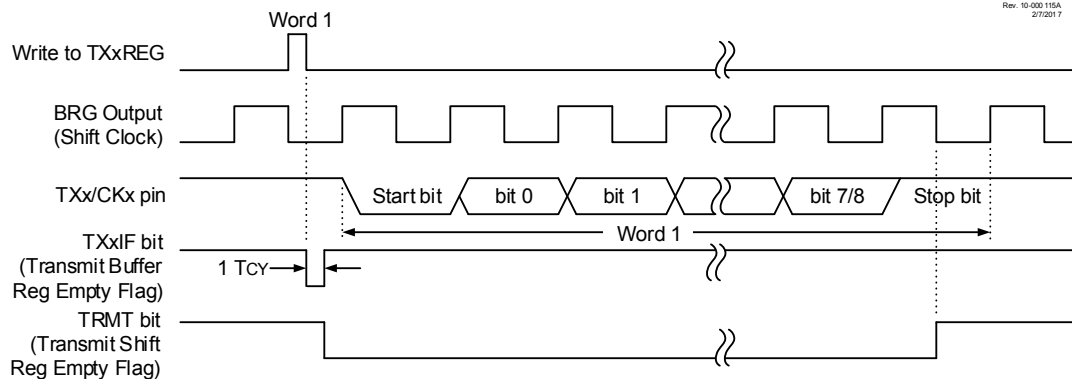 Rev. 10-000 115A
2/7/201 7
Word 1
Write to TXxREG
BRG Output
(Shift Clock)
TXx/CKx pin
Start bit
bit 0
bit 1
bit 7/8
Stop bit
Word 1
TXxIF bit
(Transmit Buffer
Reg Empty Flag)
1 TCY
TRMT bit
(Transmit Shift
Reg Empty Flag)